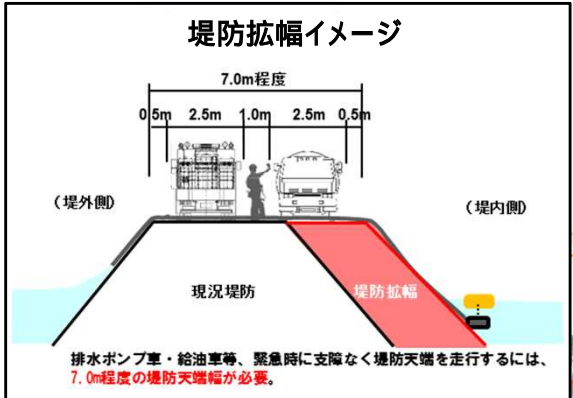 堤防拡幅イメージ
7.0m程度
0.5m 2.5m 1.0m 2.5m 0.5m
(堤外側)
(堤内側)
現況堤防
堤防拡幅
排水ポンプ車・給油車等、緊急時に支障なく堤防天端を走行するには、
7.0m程度の堤防天端幅が必要。